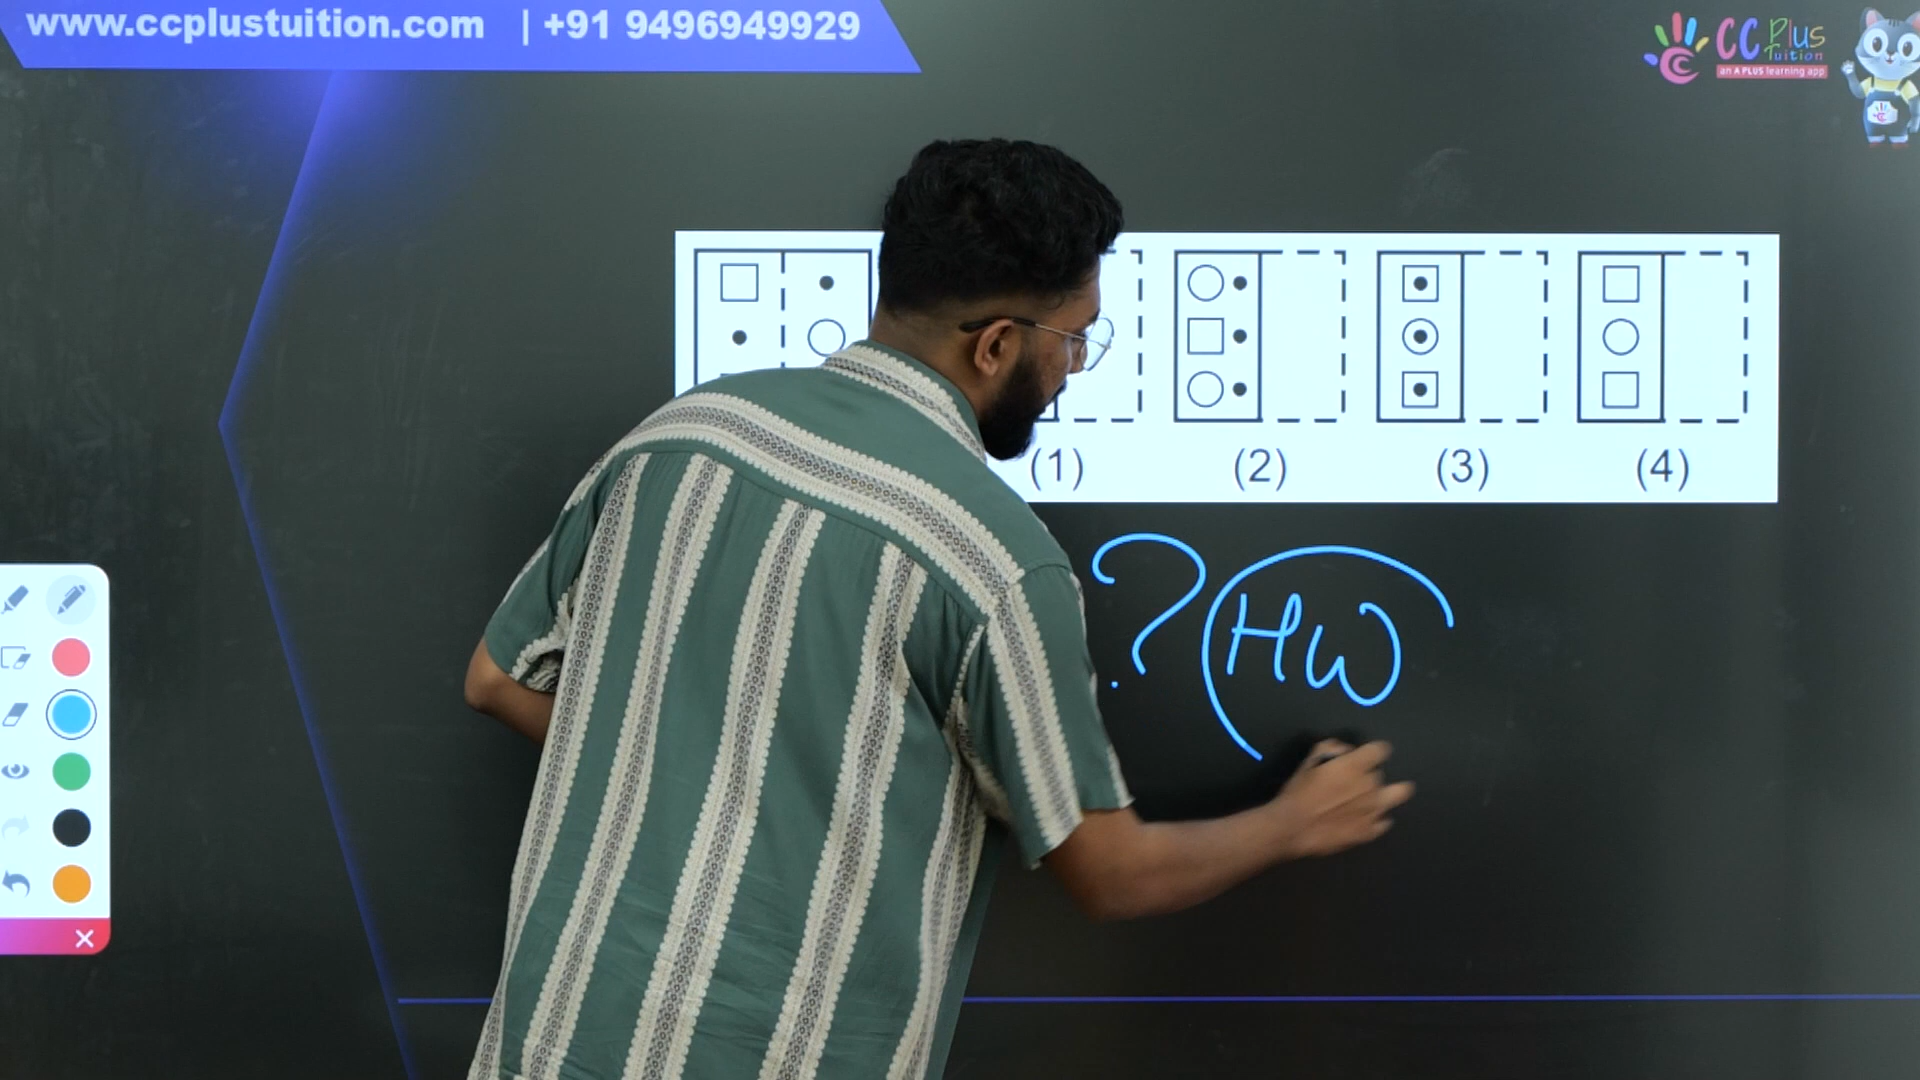 www.ccplustuition.com | +91 9496949929
CC Plus
Tuition
an A PLUS learning app
(1) (2) (3) (4)
? HW